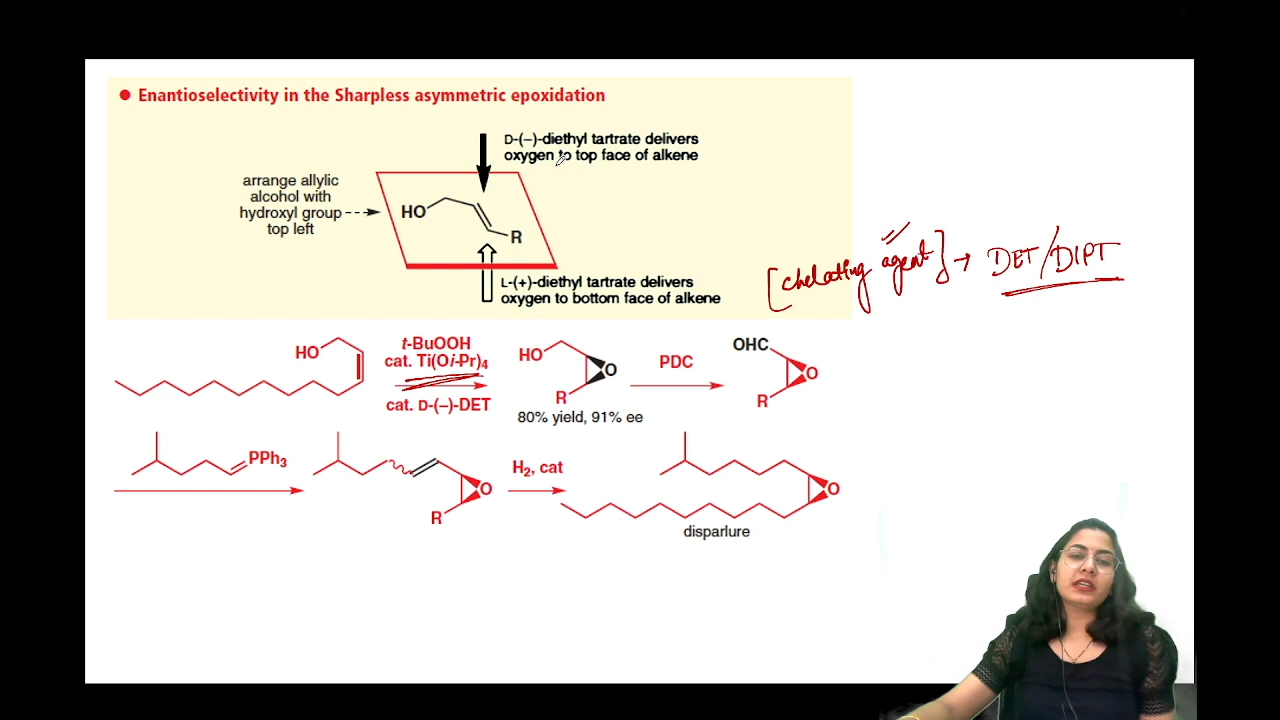 ● Enantioselectivity in the Sharpless asymmetric epoxidation
D-(–)-diethyl tartrate delivers
oxygen to top face of alkene
arrange allylic
alcohol with
hydroxyl group
top left
HO
R
L-(+)-diethyl tartrate delivers
oxygen to bottom face of alkene
[chelating agent] → DET/DIPT
HO
t-BuOOH
cat. Ti(Oi-Pr)4
cat. D-(–)-DET
HO
O
R
80% yield, 91% ee
PDC
OHC
O
R
PPh3
O
R
H2, cat
O
disparlure